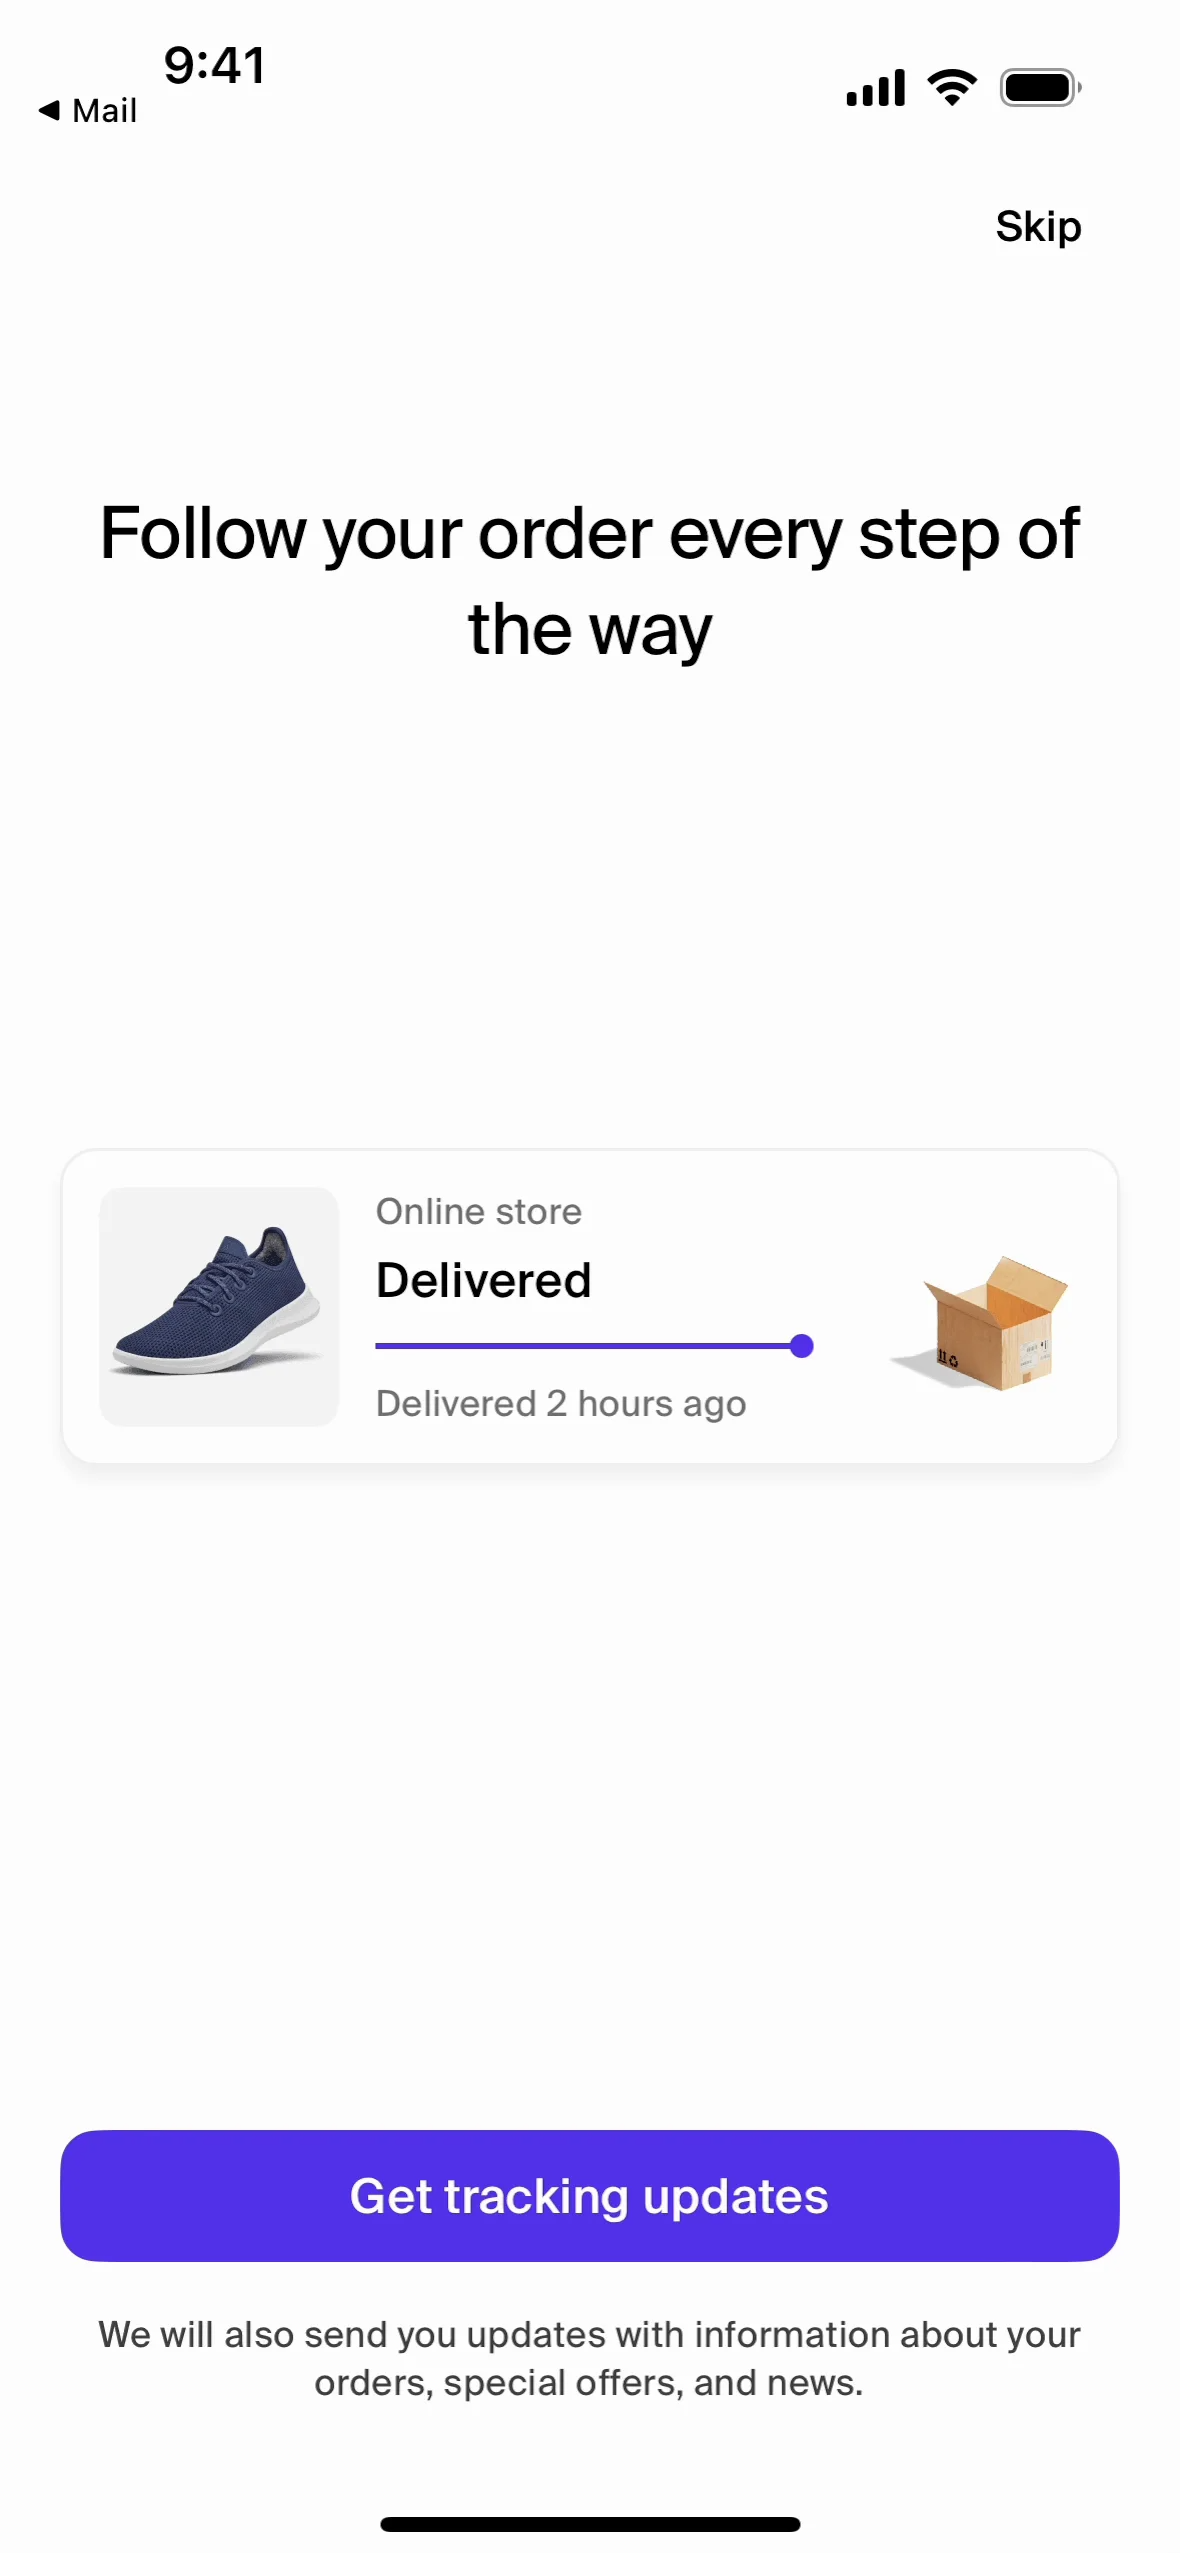 9:41
◀ Mail
Skip
Follow your order every step of
the way
Online store
Delivered
Delivered 2 hours ago
Get tracking updates
We will also send you updates with information about your
orders, special offers, and news.